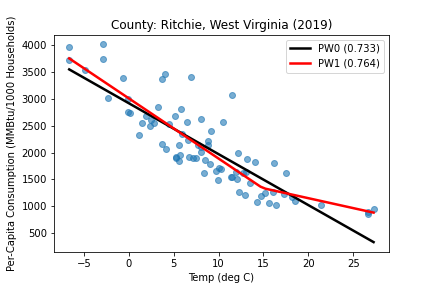 County: Ritchie, West Virginia (2019)
PW0 (0.733)
PW1 (0.764)
Per-Capita Consumption (MMBtu/1000 Households)
4000
3500
3000
2500
2000
1500
1000
500
−5 0 5 10 15 20 25
Temp (deg C)